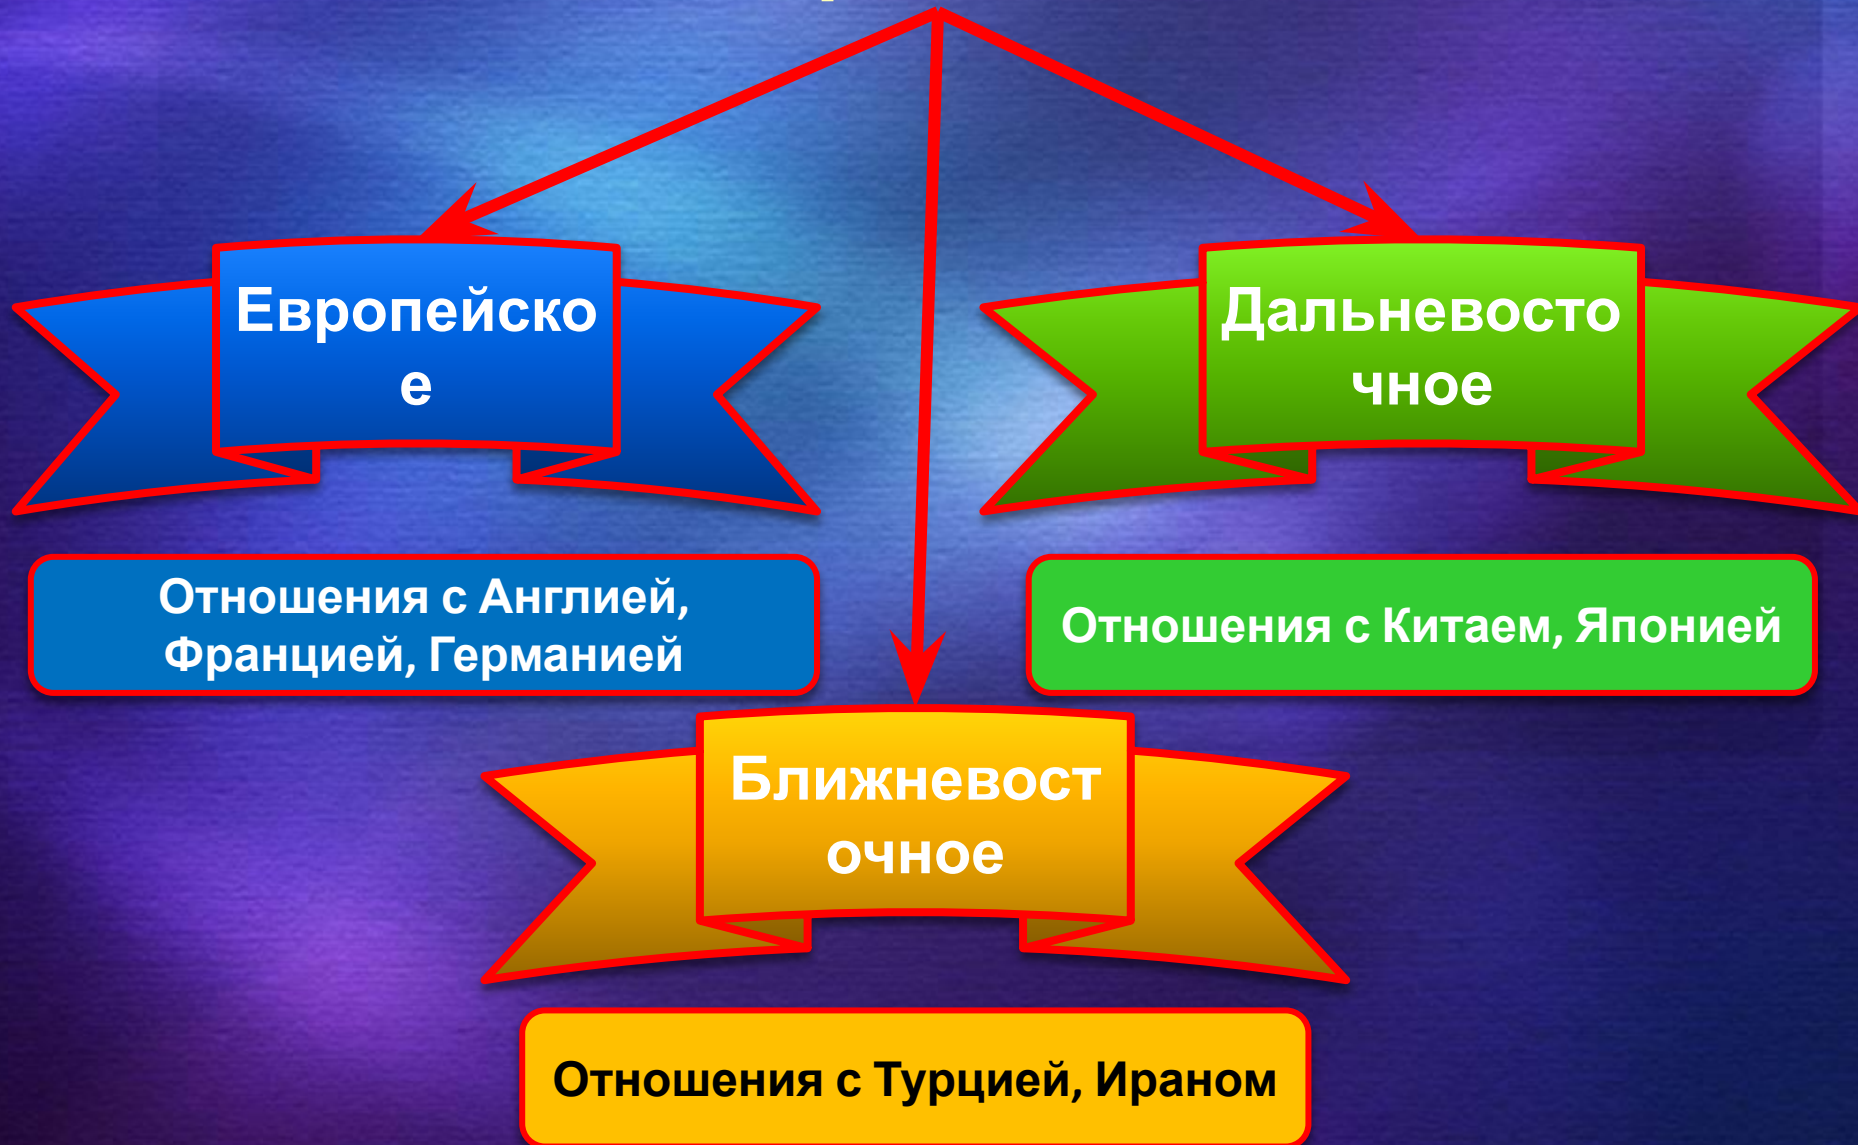 Европейско
е
Дальневосто
чное
Отношения с Англией,
Францией, Германией
Отношения с Китаем, Японией
Ближневост
очное
Отношения с Турцией, Ираном